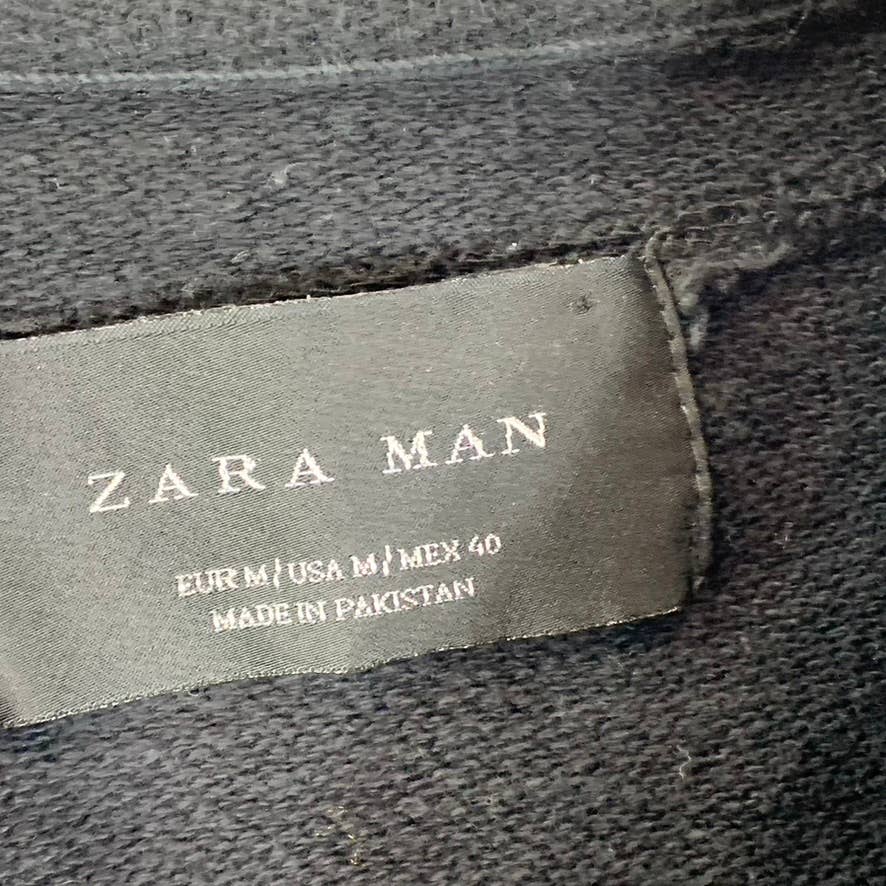 ZARA MAN
EUR M/USA M/MEX 40
MADE IN PAKISTAN